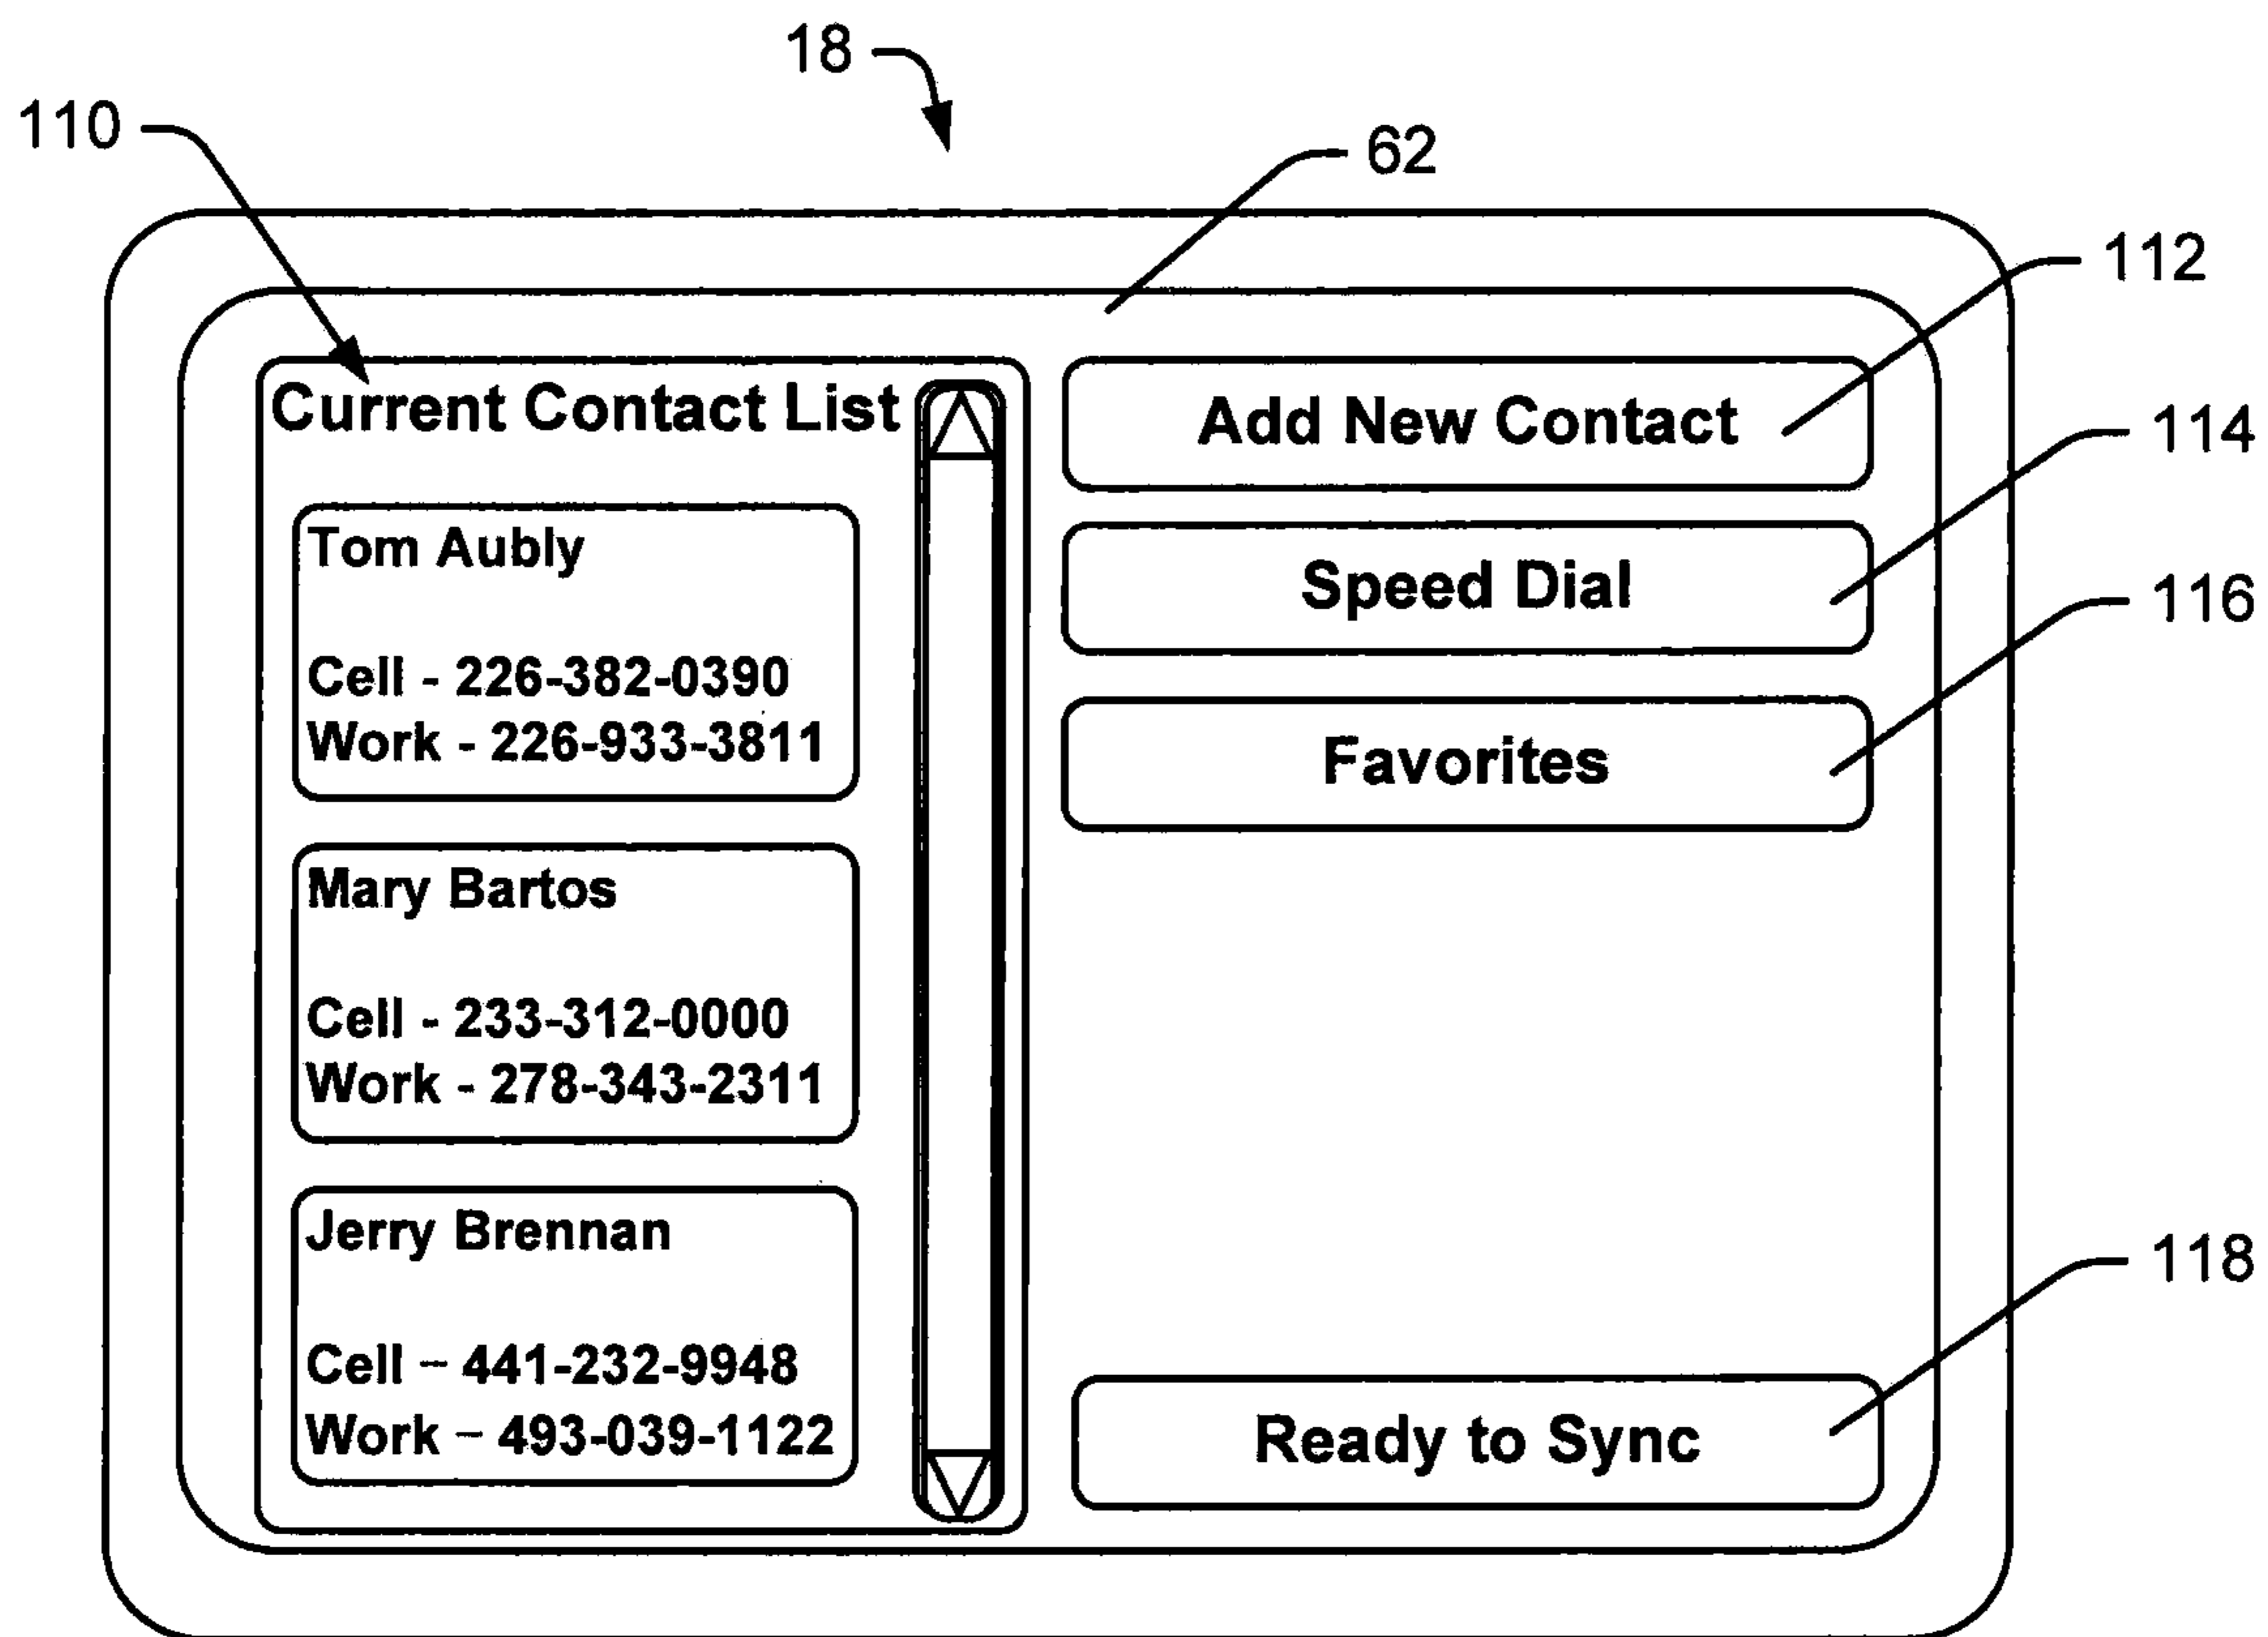 18
110
62
112
Current Contact List
Add New Contact
114
Tom Aubly
Speed Dial
116
Cell - 226-382-0390
Work - 226-933-3811
Favorites
Mary Bartos
Cell - 233-312-0000
Work - 278-343-2311
Jerry Brennan
118
Cell – 441-232-9948
Work – 493-039-1122
Ready to Sync